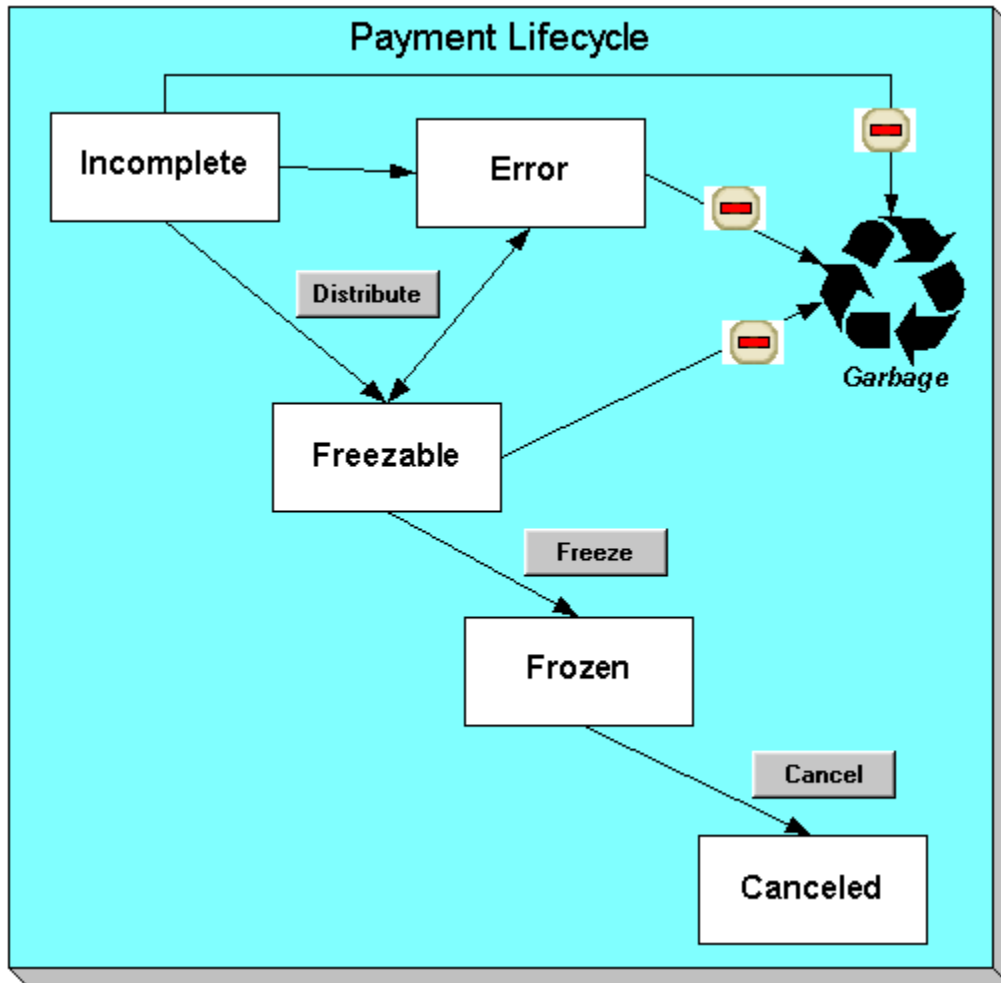 Payment Lifecycle
Incomplete
Error
Distribute
Garbage
Freezable
Freeze
Frozen
Cancel
Canceled